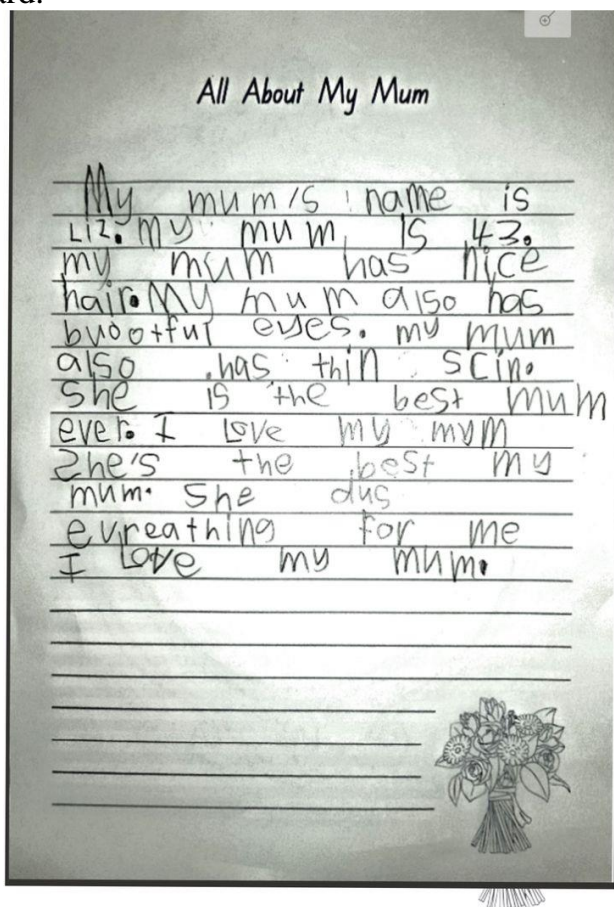 ard.
All About My Mum
My mum's name is
Liz. my mum Is 43.
my mum has nice
hair. My mum also has
buootful eyes. my mum
also has thin scin.
she is the best mum
ever. I Love my mum
She's the best my
mum. She dus
evreathing for me
I Love my mum.